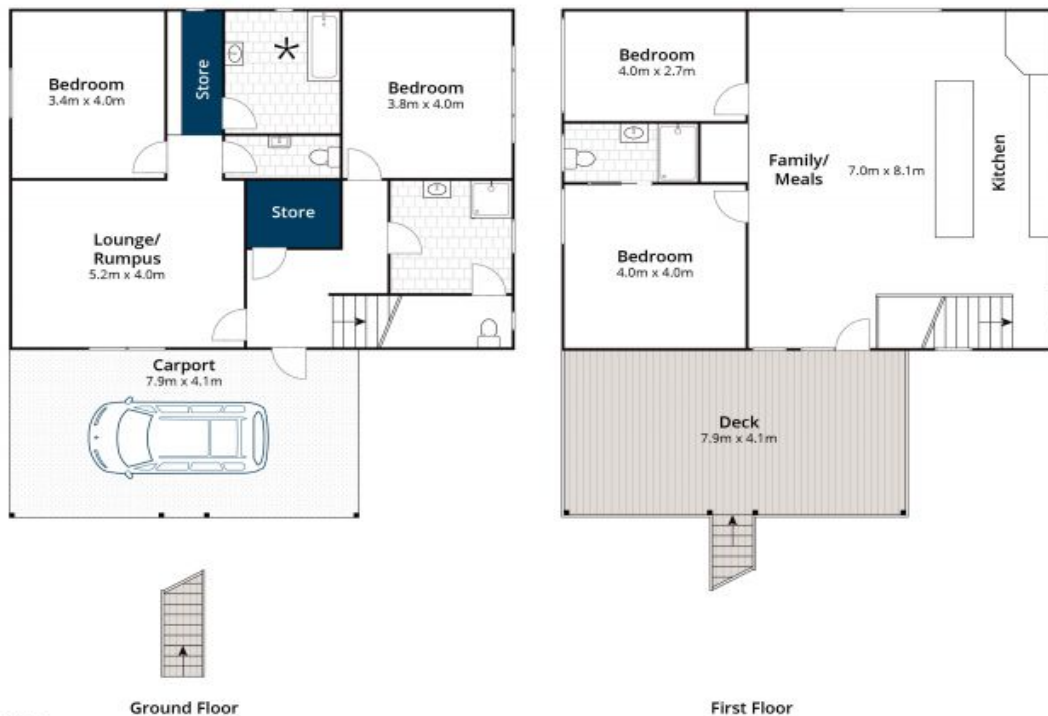 Bedroom
3.4m x 4.0m
Store
Bedroom
3.8m x 4.0m
Store
Lounge/
Rumpus
5.2m x 4.0m
Carport
7.9m x 4.1m
Ground Floor
Bedroom
4.0m x 2.7m
Family/
Meals
7.0m x 8.1m
Kitchen
Bedroom
4.0m x 4.0m
Deck
7.9m x 4.1m
First Floor